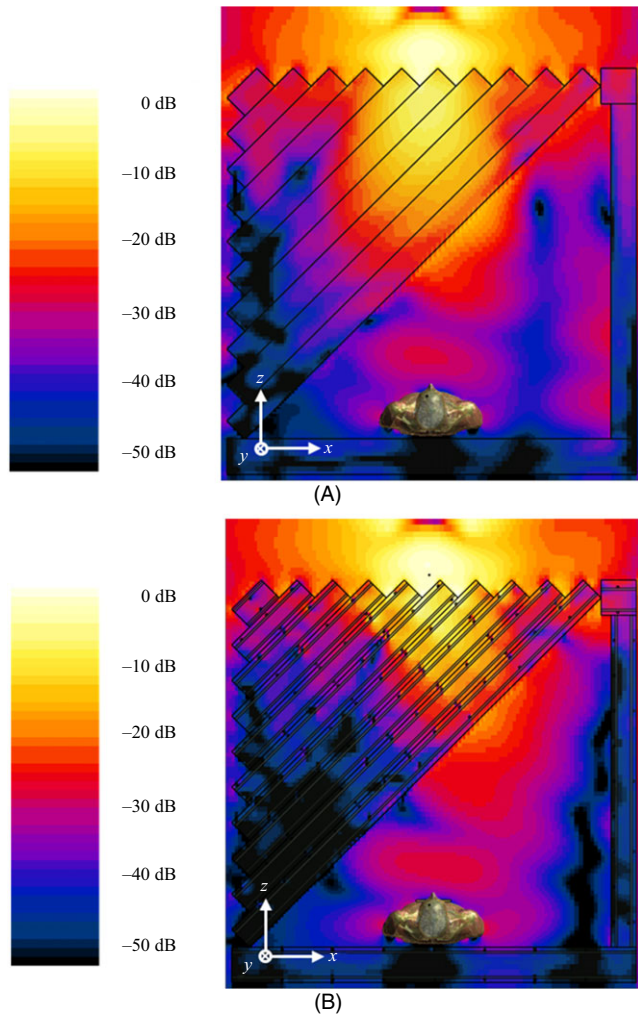 0 dB
–10 dB
–20 dB
–30 dB
–40 dB
–50 dB
z
y
x
(A)
0 dB
–10 dB
–20 dB
–30 dB
–40 dB
–50 dB
z
y
x
(B)